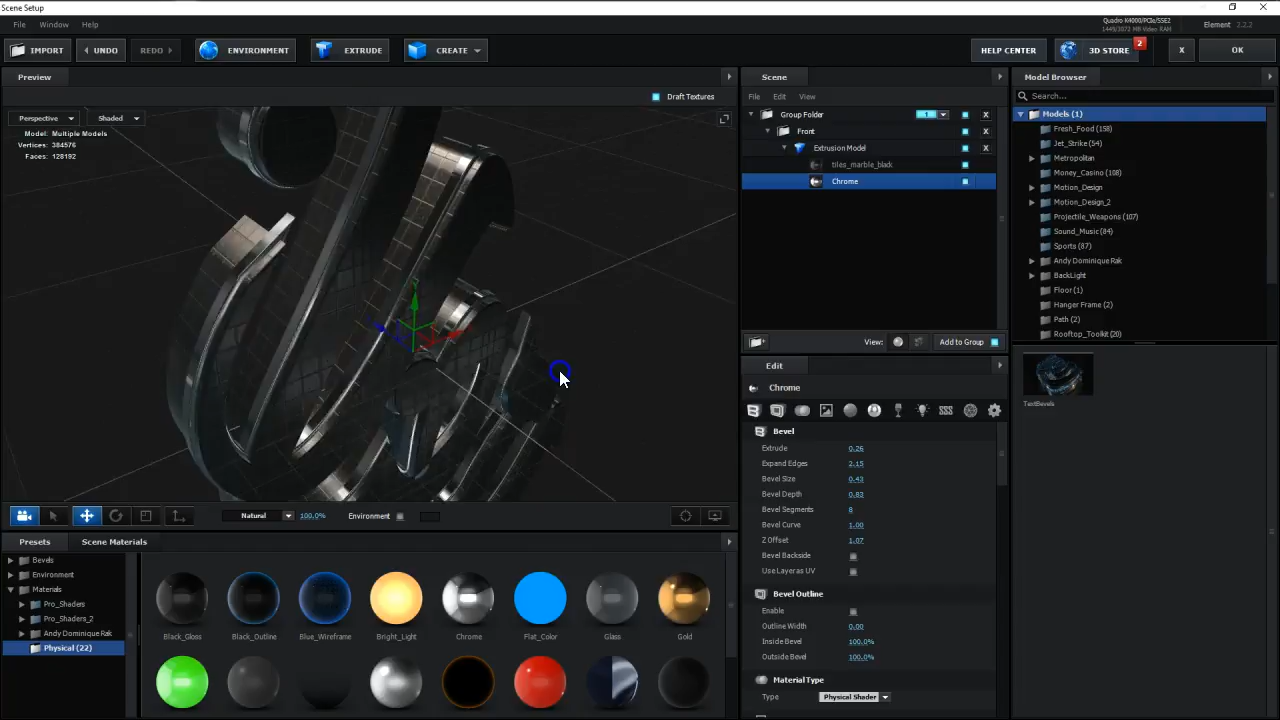 Scene Setup
File Window Help
Quadro K4000/PCIe/SSE2
1449/3072 MB Video RAM
Element 2.2.2
IMPORT UNDO REDO ENVIRONMENT EXTRUDE CREATE HELP CENTER 3D STORE 2 X OK
Preview
Draft Textures
Perspective Shaded
Model: Multiple Models
Vertices: 384576
Faces: 128192
Natural 100.0% Environment
Scene
File Edit View
Group Folder 1 X
Front X
Extrusion Model X
tiles_marble_black
Chrome
View: Add to Group
Edit
Chrome
Bevel
Extrude 0.26
Expand Edges 2.15
Bevel Size 0.43
Bevel Depth 0.83
Bevel Segments 8
Bevel Curve 1.00
Z Offset 1.07
Bevel Backside
Use Layer as UV
Bevel Outline
Enable
Outline Width 0.00
Inside Bevel 100.0%
Outside Bevel 100.0%
Material Type
Type Physical Shader
Model Browser
Search...
Models (1)
Fresh_Food (158)
Jet_Strike (54)
Metropolitan
Money_Casino (108)
Motion_Design
Motion_Design_2
Projectile_Weapons (107)
Sound_Music (84)
Sports (87)
Andy Dominique Rak
BackLight
Floor (1)
Hanger Frame (2)
Path (2)
Rooftop_Toolkit (20)
TextBevels
Presets Scene Materials
Bevels
Environment
Materials
Pro_Shaders
Pro_Shaders_2
Andy Dominique Rak
Physical (22)
Black_Gloss Black_Outline Blue_Wireframe Bright_Light Chrome Flat_Color Glass Gold